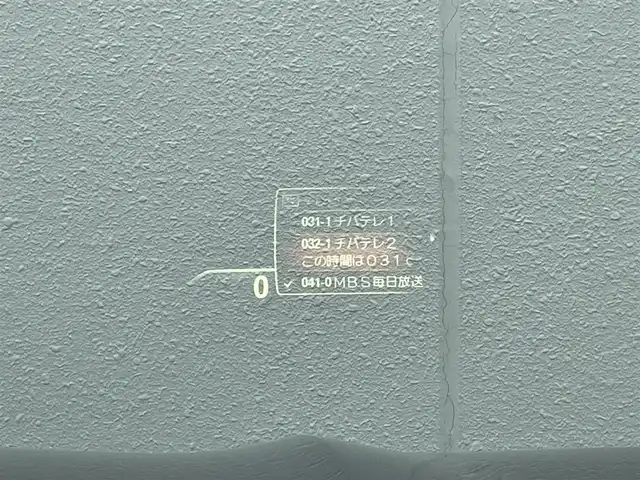 031-1 チバテレ1
032-1 チバテレ2
この時間は031c
0
✓ 041-0 MBS毎日放送